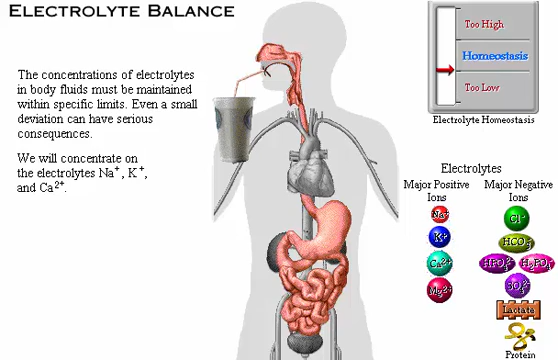 ELECTROLYTE BALANCE
The concentrations of electrolytes
in body fluids must be maintained
within specific limits. Even a small
deviation can have serious
consequences.
We will concentrate on
the electrolytes Na⁺, K⁺,
and Ca²⁺.
Too High
Homeostasis
Too Low
Electrolyte Homeostasis
Electrolytes
Major Positive
Ions
Major Negative
Ions
Na⁺
K⁺
Ca²⁺
Mg²⁺
Cl⁻
HCO₃⁻
HPO₄²⁻
H₂PO₄⁻
SO₄²⁻
Lactate
Protein